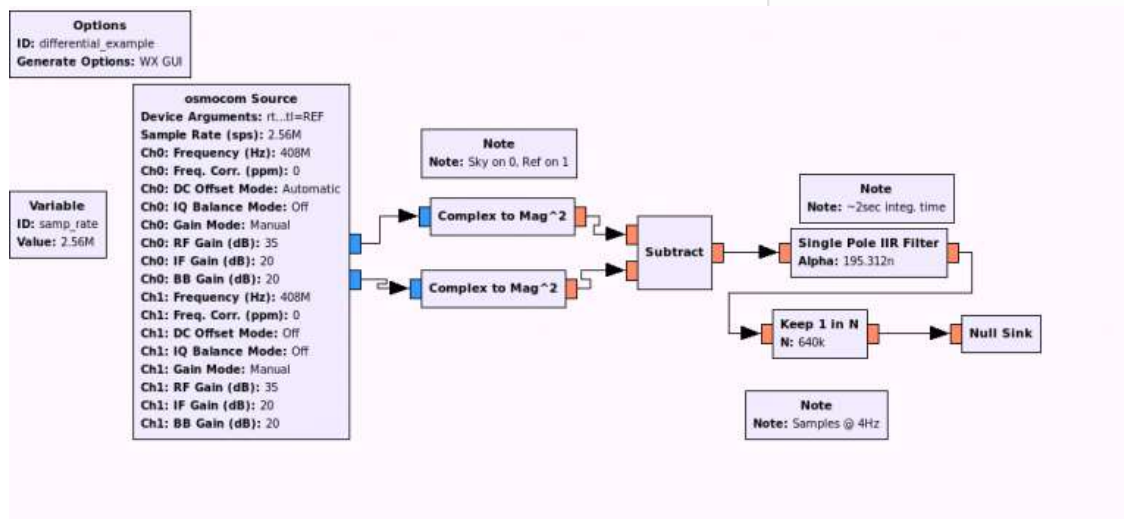 Options
ID: differential_example
Generate Options: WX GUI
osmocom Source
Device Arguments: rt...tl=REF
Sample Rate (sps): 2.56M
Ch0: Frequency (Hz): 408M
Ch0: Freq. Corr. (ppm): 0
Ch0: DC Offset Mode: Automatic
Ch0: IQ Balance Mode: Off
Ch0: Gain Mode: Manual
Ch0: RF Gain (dB): 35
Ch0: IF Gain (dB): 20
Ch0: BB Gain (dB): 20
Ch1: Frequency (Hz): 408M
Ch1: Freq. Corr. (ppm): 0
Ch1: DC Offset Mode: Off
Ch1: IQ Balance Mode: Off
Ch1: Gain Mode: Manual
Ch1: RF Gain (dB): 35
Ch1: IF Gain (dB): 20
Ch1: BB Gain (dB): 20
Variable
ID: samp_rate
Value: 2.56M
Note
Note: Sky on 0, Ref on 1
Complex to Mag^2
Complex to Mag^2
Subtract
Note
Note: ~2sec integ. time
Single Pole IIR Filter
Alpha: 195.312n
Keep 1 in N
N: 640k
Null Sink
Note
Note: Samples @ 4Hz